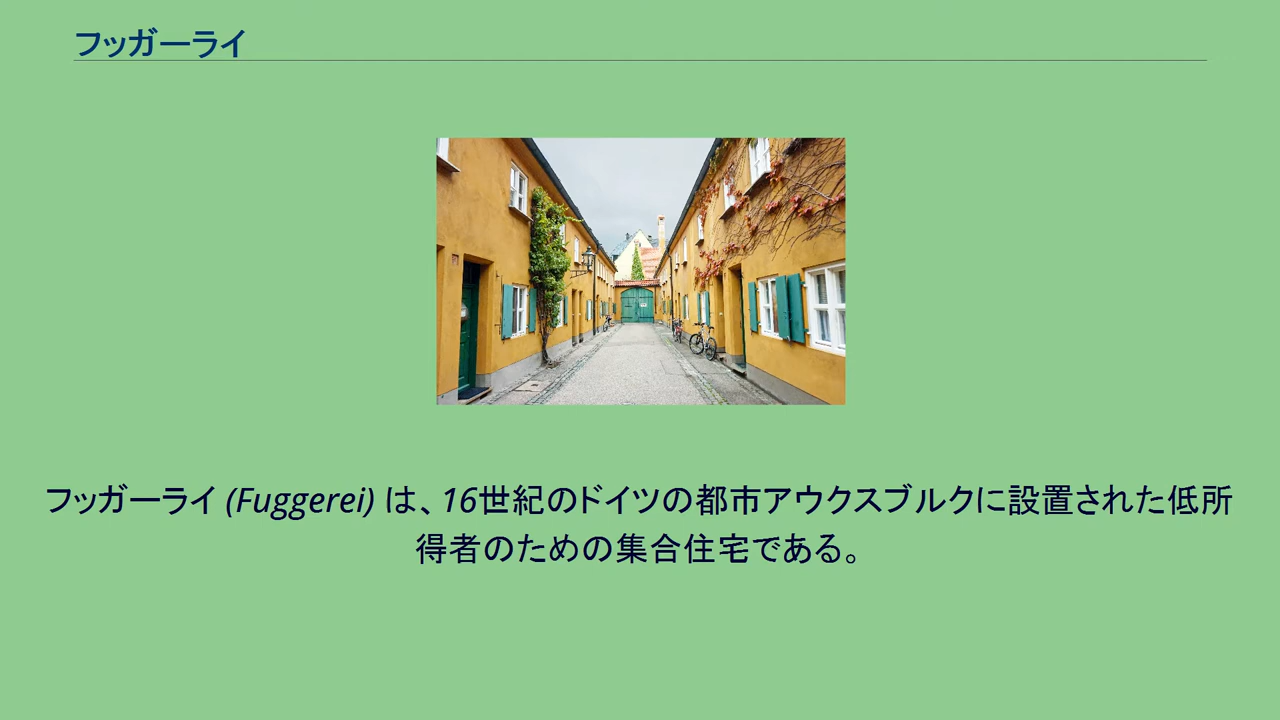 フッガーライ
フッガーライ (Fuggerei) は、16世紀のドイツの都市アウクスブルクに設置された低所
得者のための集合住宅である。